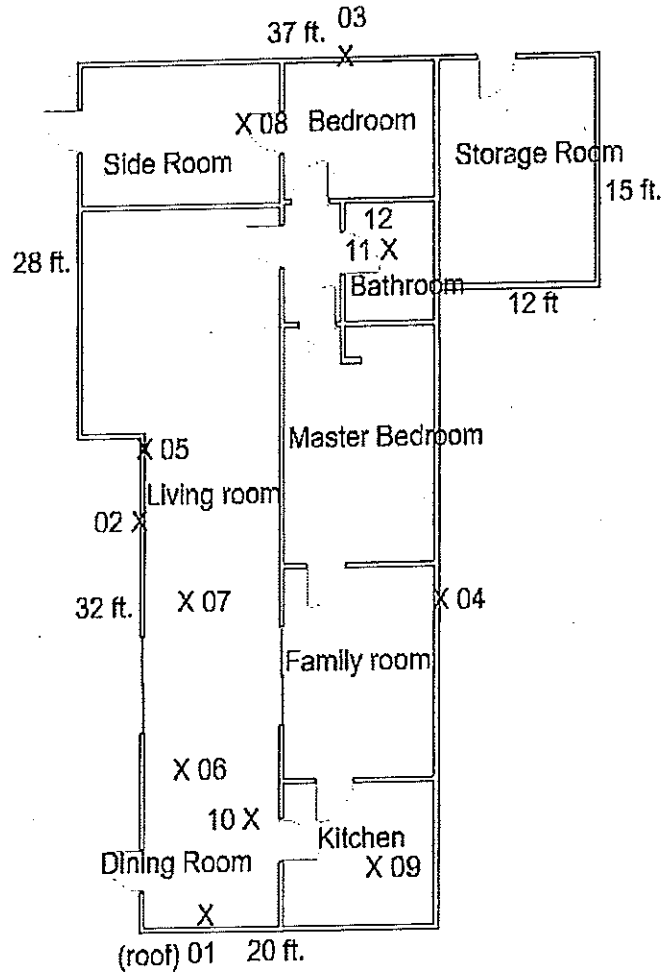 03
37 ft.
X
X 08
Bedroom
Side Room
Storage Room
15 ft.
12
11 X
28 ft.
Bathroom
12 ft
Master Bedroom
X 05
Living room
02 X
32 ft.
X 07
X 04
Family room
X 06
10 X
Kitchen
Dining Room
X 09
X
(roof) 01
20 ft.